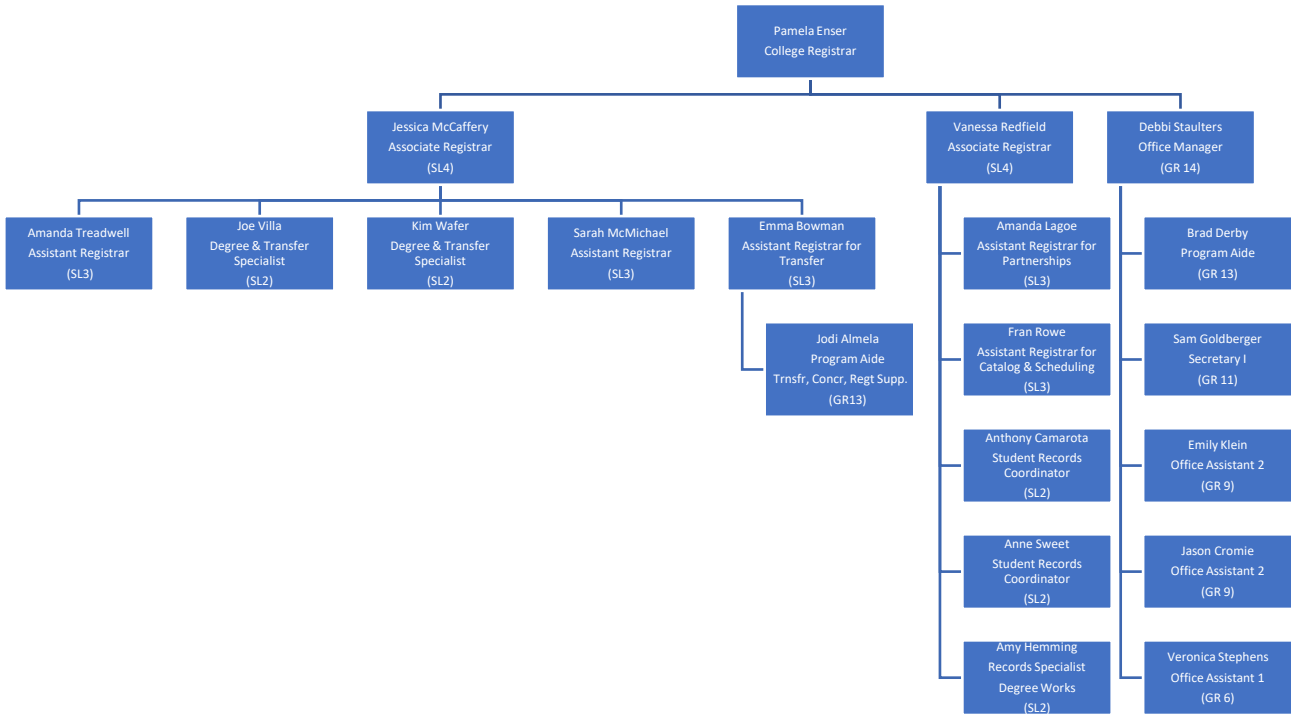 Pamela Enser
College Registrar
Jessica McCaffery
Associate Registrar
(SL4)
Vanessa Redfield
Associate Registrar
(SL4)
Debbi Staulters
Office Manager
(GR 14)
Amanda Treadwell
Assistant Registrar
(SL3)
Joe Villa
Degree & Transfer
Specialist
(SL2)
Kim Wafer
Degree & Transfer
Specialist
(SL2)
Sarah McMichael
Assistant Registrar
(SL3)
Emma Bowman
Assistant Registrar for
Transfer
(SL3)
Jodi Almela
Program Aide
Trnsfr, Concr, Regt Supp.
(GR13)
Amanda Lagoe
Assistant Registrar for
Partnerships
(SL3)
Fran Rowe
Assistant Registrar for
Catalog & Scheduling
(SL3)
Anthony Camarota
Student Records
Coordinator
(SL2)
Anne Sweet
Student Records
Coordinator
(SL2)
Amy Hemming
Records Specialist
Degree Works
(SL2)
Brad Derby
Program Aide
(GR 13)
Sam Goldberger
Secretary I
(GR 11)
Emily Klein
Office Assistant 2
(GR 9)
Jason Cromie
Office Assistant 2
(GR 9)
Veronica Stephens
Office Assistant 1
(GR 6)